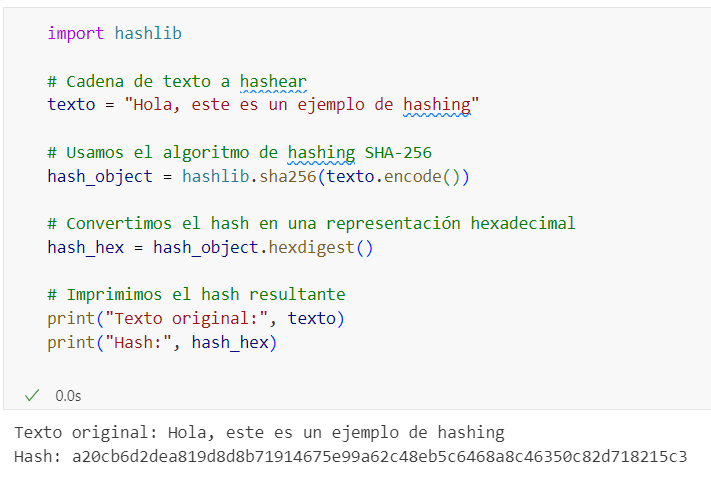 import hashlib
# Cadena de texto a hashear
texto = "Hola, este es un ejemplo de hashing"
# Usamos el algoritmo de hashing SHA-256
hash_object = hashlib.sha256(texto.encode())
# Convertimos el hash en una representación hexadecimal
hash_hex = hash_object.hexdigest()
# Imprimimos el hash resultante
print("Texto original:", texto)
print("Hash:", hash_hex)
0.0s
Texto original: Hola, este es un ejemplo de hashing
Hash: a20cb6d2dea819d8d8b71914675e99a62c48eb5c6468a8c46350c82d718215c3